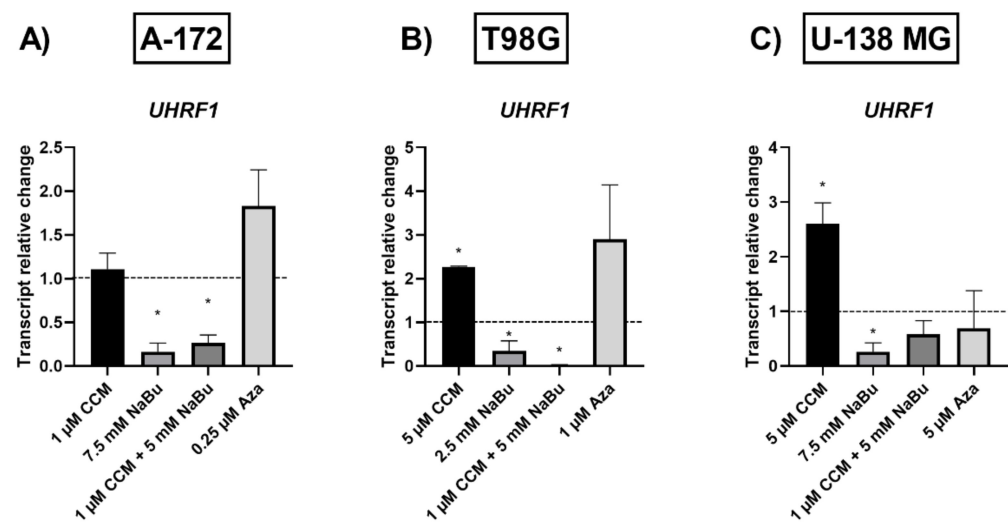 A) A-172
UHRF1
Transcript relative change
2.5
2.0
1.5
1.0
0.5
0.0
*
*
1 µM CCM
7.5 mM NaBu
1 µM CCM + 5 mM NaBu
0.25 µM Aza
B) T98G
UHRF1
Transcript relative change
5
4
3
2
1
0
*
*
*
5 µM CCM
2.5 mM NaBu
1 µM CCM + 5 mM NaBu
1 µM Aza
C) U-138 MG
UHRF1
Transcript relative change
4
3
2
1
0
*
*
5 µM CCM
7.5 mM NaBu
1 µM CCM + 5 mM NaBu
5 µM Aza